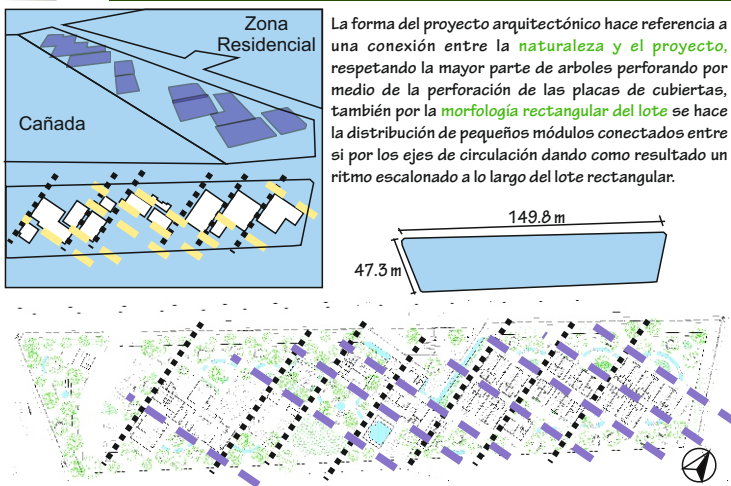 Zona
Residencial
Cañada
La forma del proyecto arquitectónico hace referencia a
una conexión entre la naturaleza y el proyecto,
respetando la mayor parte de arboles perforando por
medio de la perforación de las placas de cubiertas,
también por la morfología rectangular del lote se hace
la distribución de pequeños módulos conectados entre
si por los ejes de circulación dando como resultado un
ritmo escalonado a lo largo del lote rectangular.
149.8 m
47.3 m